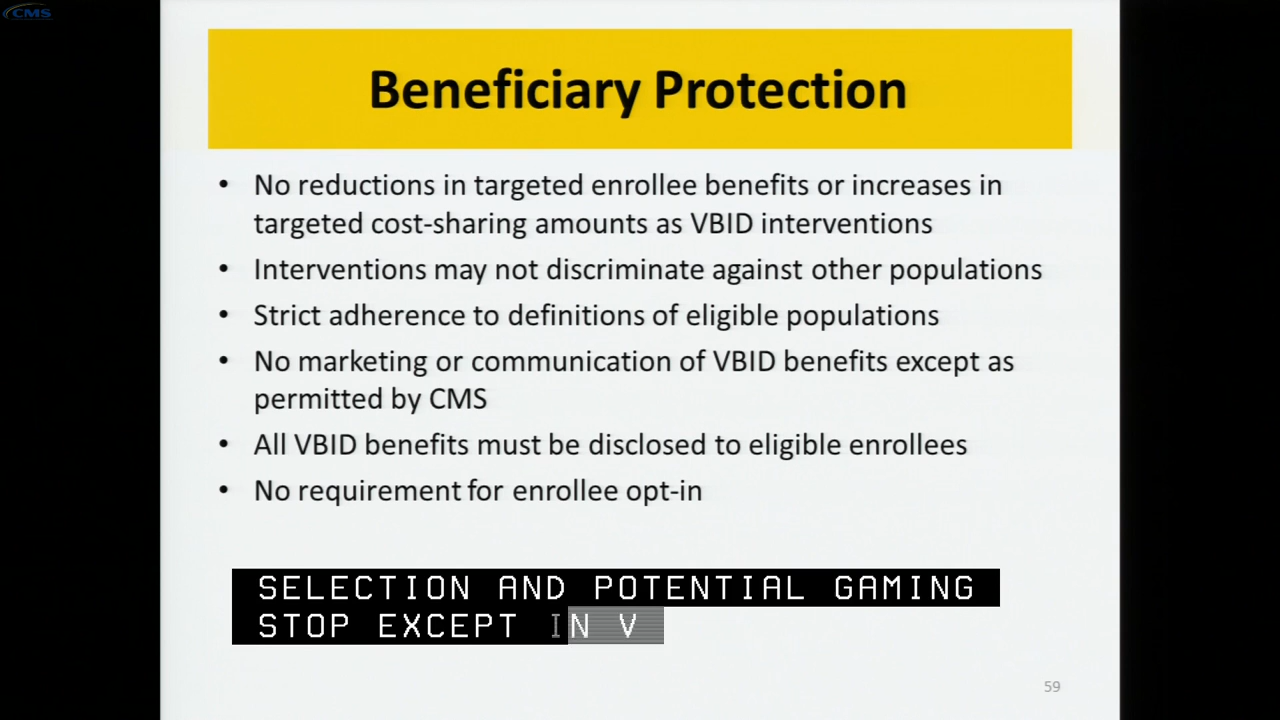 CMS
Beneficiary Protection
• No reductions in targeted enrollee benefits or increases in
targeted cost-sharing amounts as VBID interventions
• Interventions may not discriminate against other populations
• Strict adherence to definitions of eligible populations
• No marketing or communication of VBID benefits except as
permitted by CMS
• All VBID benefits must be disclosed to eligible enrollees
• No requirement for enrollee opt-in
SELECTION AND POTENTIAL GAMING
STOP EXCEPT IN V
59